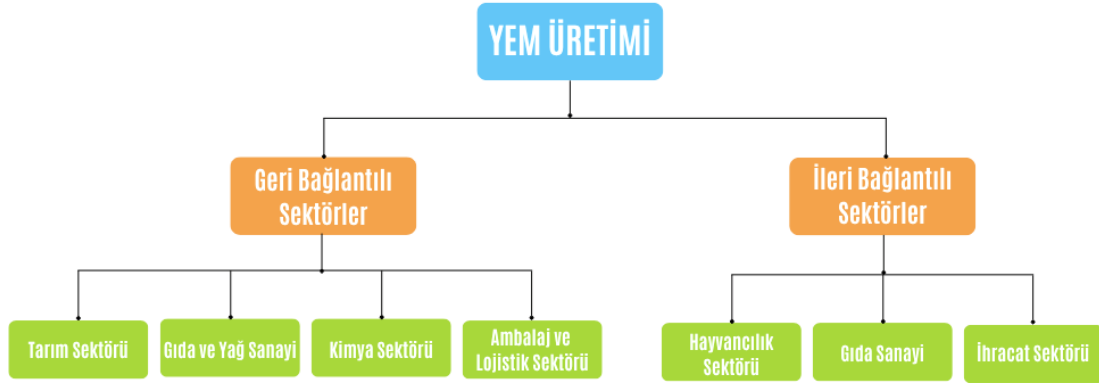 YEM ÜRETİMİ
Geri Bağlantılı
Sektörler
İleri Bağlantılı
Sektörler
Tarım Sektörü
Gıda ve Yağ Sanayi
Kimya Sektörü
Ambalaj ve
Lojistik Sektörü
Hayvancılık
Sektörü
Gıda Sanayi
İhracat Sektörü